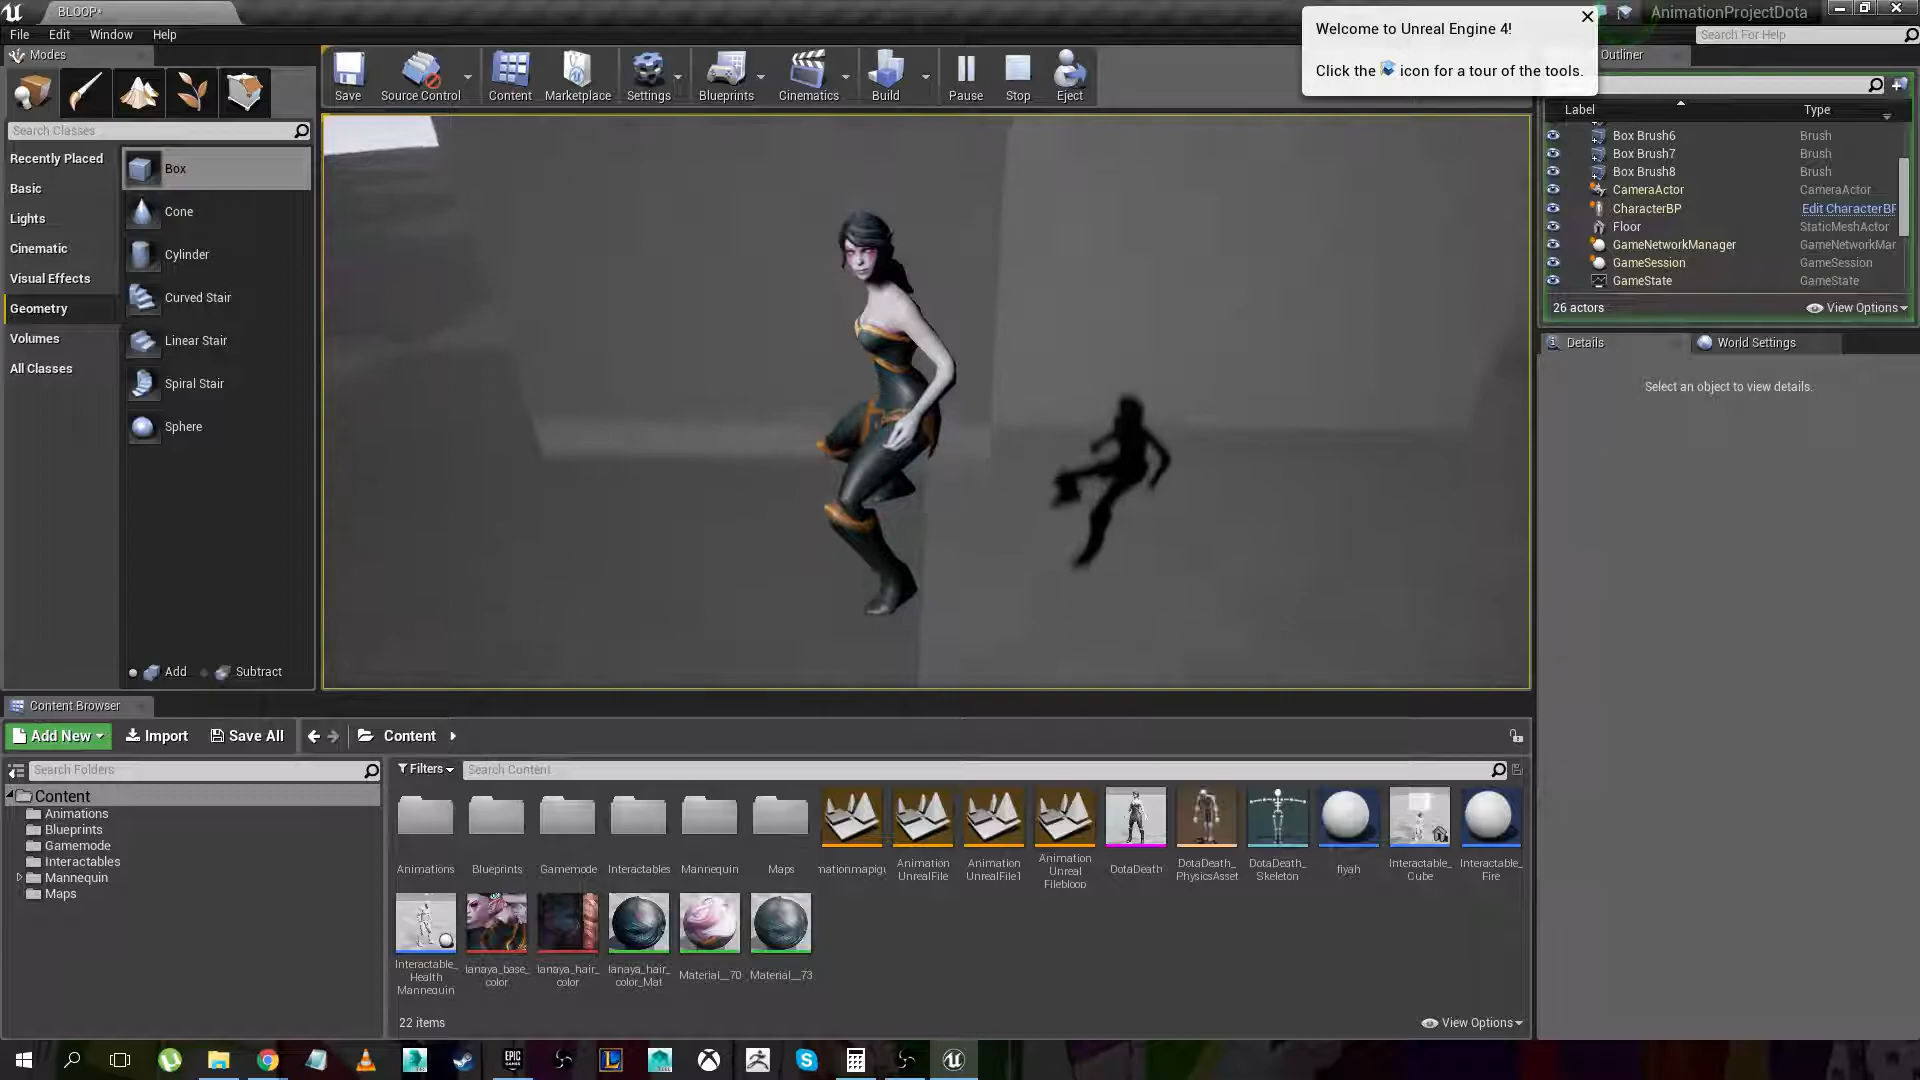 BLOOP*
AnimationProjectDota
File Edit Window Help
Search For Help
Welcome to Unreal Engine 4!
Click the icon for a tour of the tools.
Modes
Save
Source Control
Content
Marketplace
Settings
Blueprints
Cinematics
Build
Pause
Stop
Eject
Search Classes
Recently Placed
Basic
Lights
Cinematic
Visual Effects
Geometry
Volumes
All Classes
Box
Cone
Cylinder
Curved Stair
Linear Stair
Spiral Stair
Sphere
Add Subtract
Outliner
Label Type
Box Brush6 Brush
Box Brush7 Brush
Box Brush8 Brush
CameraActor CameraActor
CharacterBP Edit CharacterBP
Floor StaticMeshActor
GameNetworkManager GameNetworkMar
GameSession GameSession
GameState GameState
26 actors View Options
Details World Settings
Select an object to view details.
Content Browser
Add New Import Save All Content
Search Folders
Content
Animations
Blueprints
Gamemode
Interactables
Mannequin
Maps
Filters Search Content
Animations
Blueprints
Gamemode
Interactables
Mannequin
Maps
Animation
UnrealFile
Animation
UnrealFile1
Animation
Unreal
Filebloop
DotaDeath
DotaDeath_
PhysicsAsset
DotaDeath_
Skeleton
fiyah
Interactable_
Cube
Interactable_
Fire
Interactable_
Health
Mannequin
lanaya_base_
color
lanaya_hair_
color
lanaya_hair_
color_Mat
Material__70
Material__73
22 items View Options
EPIC
GAMES
L